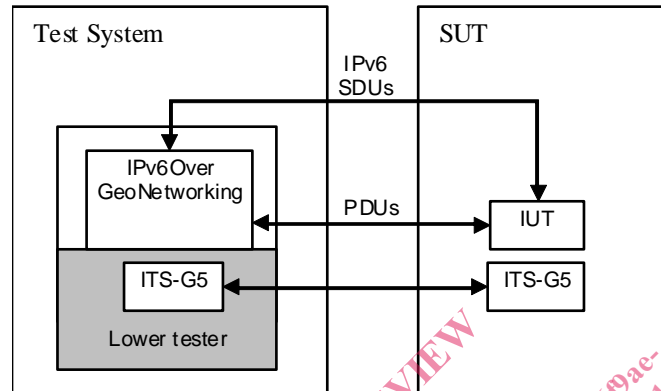 Test System
SUT
IPv6
SDUs
IPv6Over
GeoNetworking
PDUs
IUT
ITS-G5
ITS-G5
Lower tester